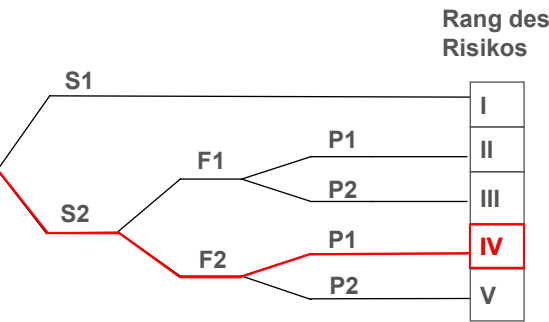 Rang des
Risikos
S1
I
P1
II
F1
P2
III
S2
P1
IV
F2
P2
V